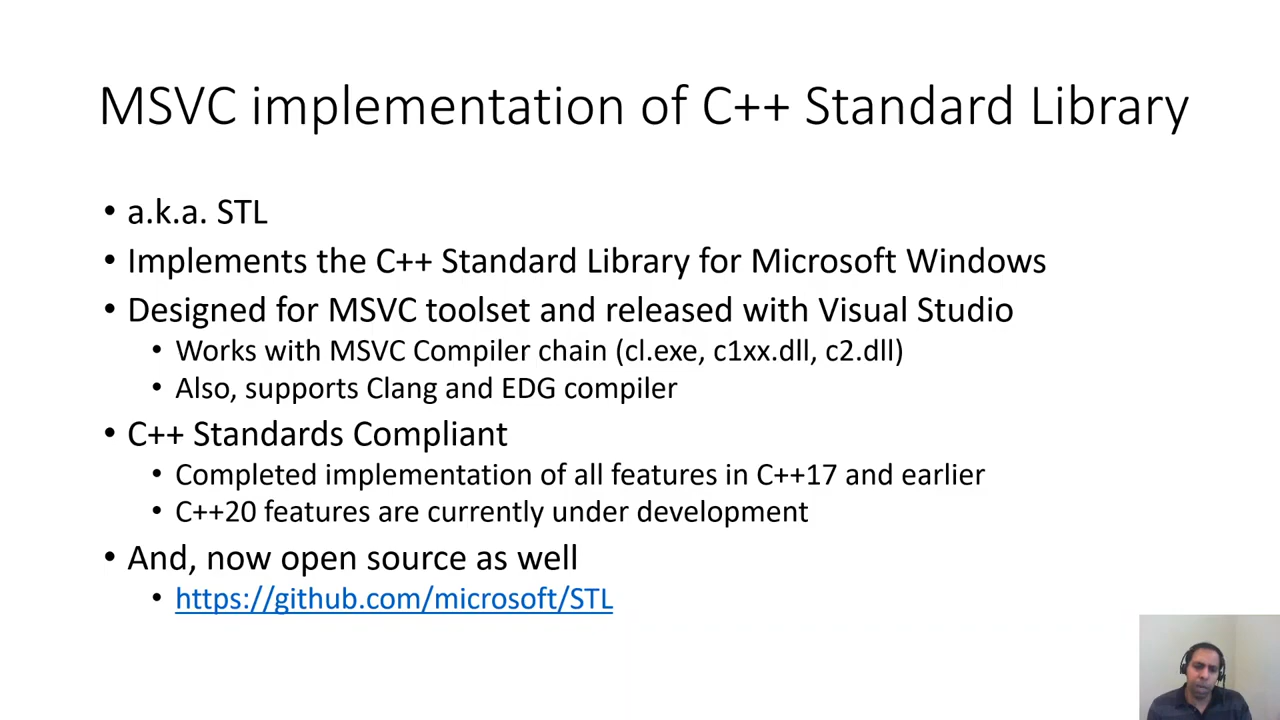 MSVC implementation of C++ Standard Library
• a.k.a. STL
• Implements the C++ Standard Library for Microsoft Windows
• Designed for MSVC toolset and released with Visual Studio
• Works with MSVC Compiler chain (cl.exe, c1xx.dll, c2.dll)
• Also, supports Clang and EDG compiler
• C++ Standards Compliant
• Completed implementation of all features in C++17 and earlier
• C++20 features are currently under development
• And, now open source as well
• https://github.com/microsoft/STL